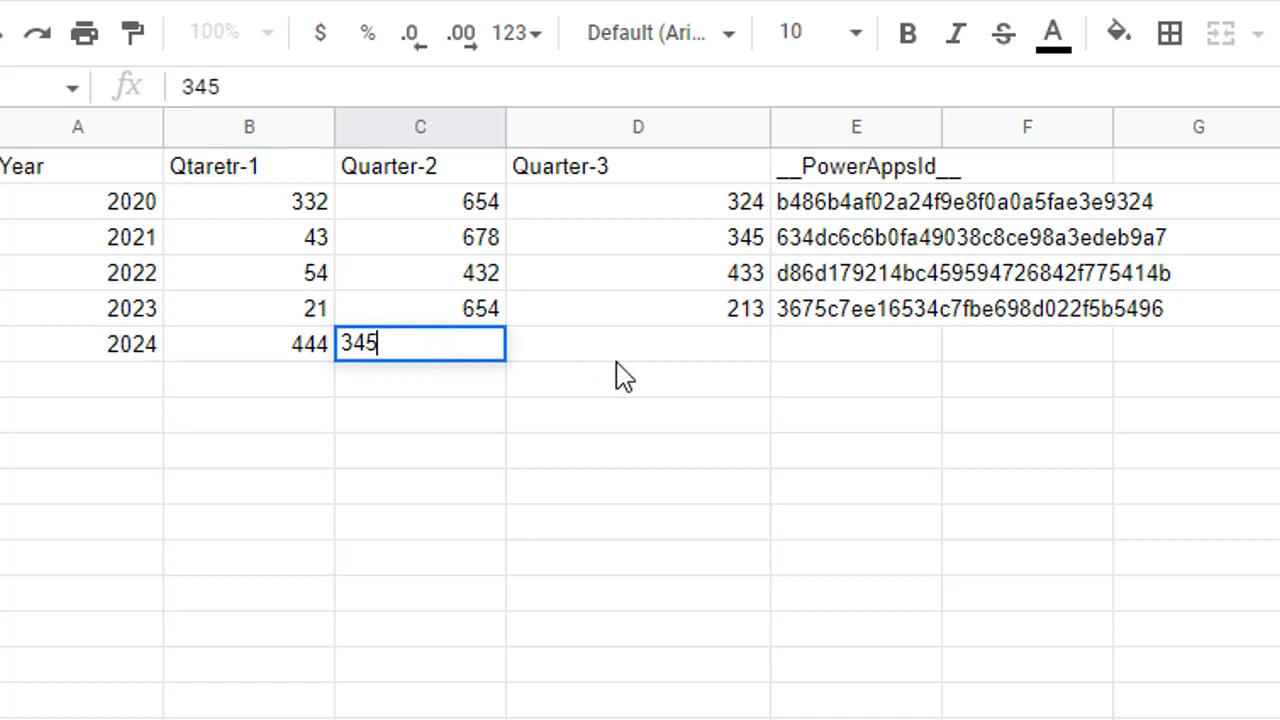 100% $ % .0 .00 123 Default (Ari... 10 B I S A
fx 345
A B C D E F G
Year Qtaretr-1 Quarter-2 Quarter-3 __PowerAppsId__
2020 332 654 324 b486b4af02a24f9e8f0a0a5fae3e9324
2021 43 678 345 634dc6c6b0fa49038c8ce98a3edeb9a7
2022 54 432 433 d86d179214bc459594726842f775414b
2023 21 654 213 3675c7ee16534c7fbe698d022f5b5496
2024 444 345